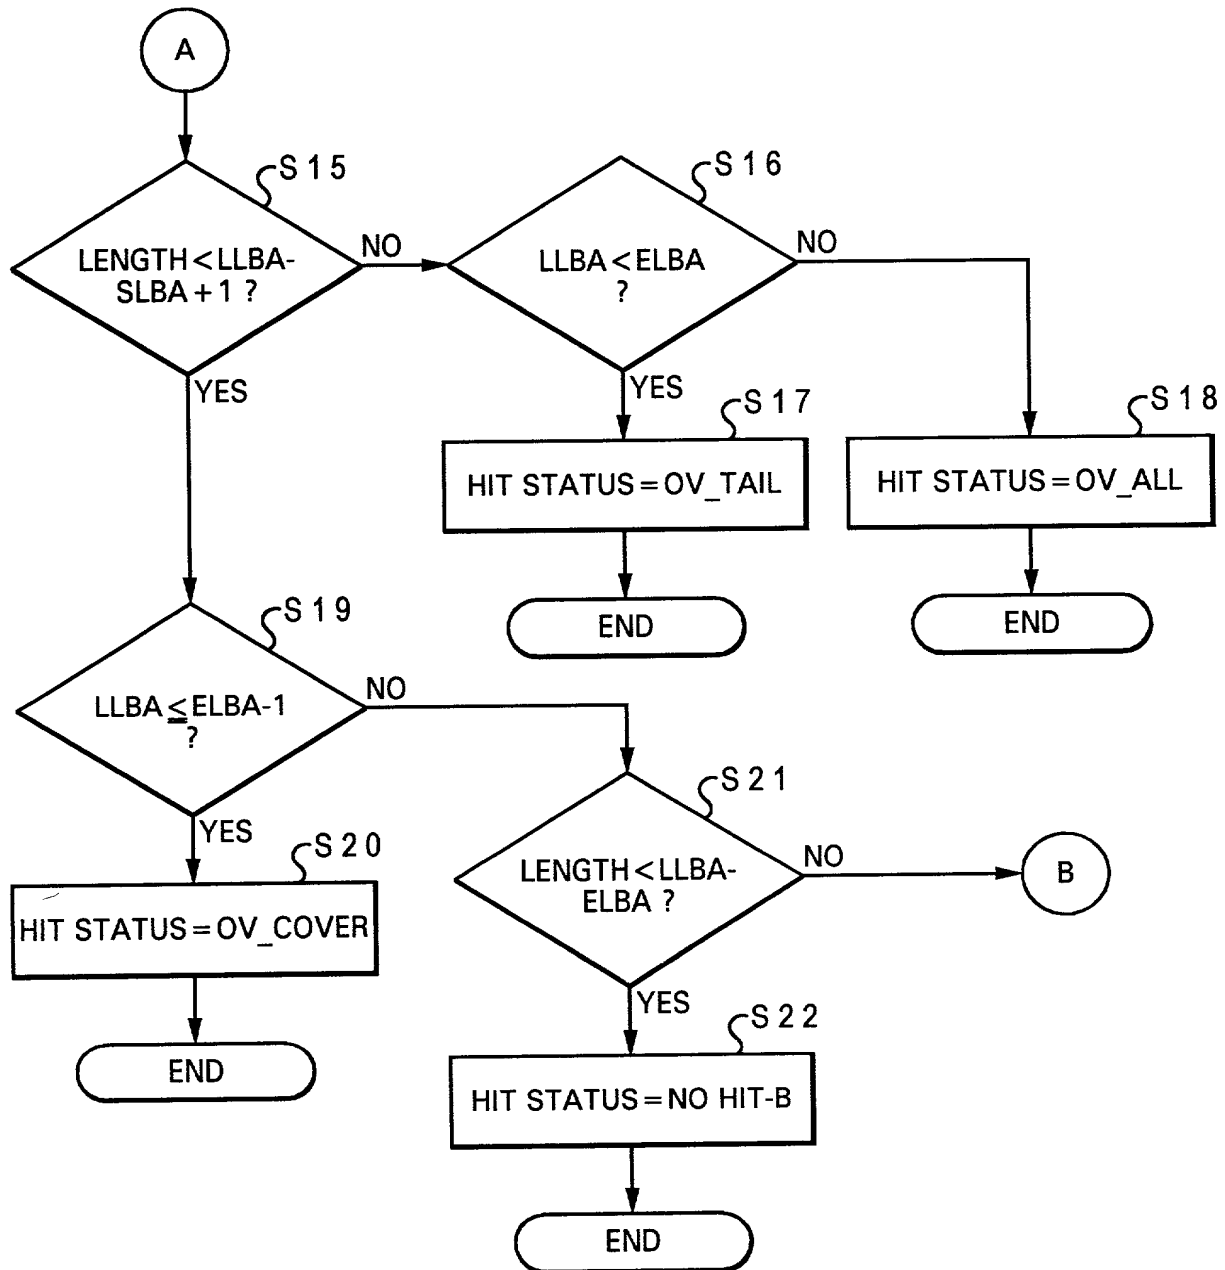 A
S15
LENGTH<LLBA-
SLBA+1 ?
NO
YES
S16
LLBA<ELBA
?
NO
YES
S17
HIT STATUS=OV_TAIL
END
S18
HIT STATUS=OV_ALL
END
S19
LLBA≤ELBA-1
?
NO
YES
S20
HIT STATUS=OV_COVER
END
S21
LENGTH<LLBA-
ELBA ?
NO
B
YES
S22
HIT STATUS=NO HIT-B
END